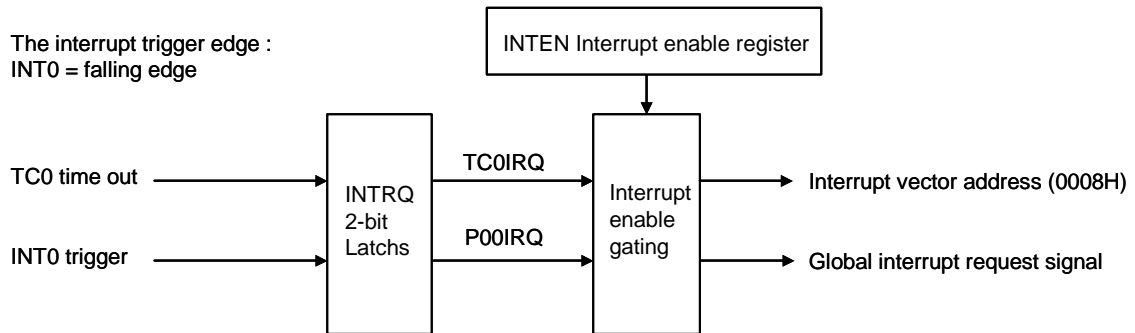 The interrupt trigger edge :
INT0 = falling edge
INTEN Interrupt enable register
TC0 time out
INT0 trigger
INTRQ
2-bit
Latchs
TC0IRQ
P00IRQ
Interrupt
enable
gating
Interrupt vector address (0008H)
Global interrupt request signal